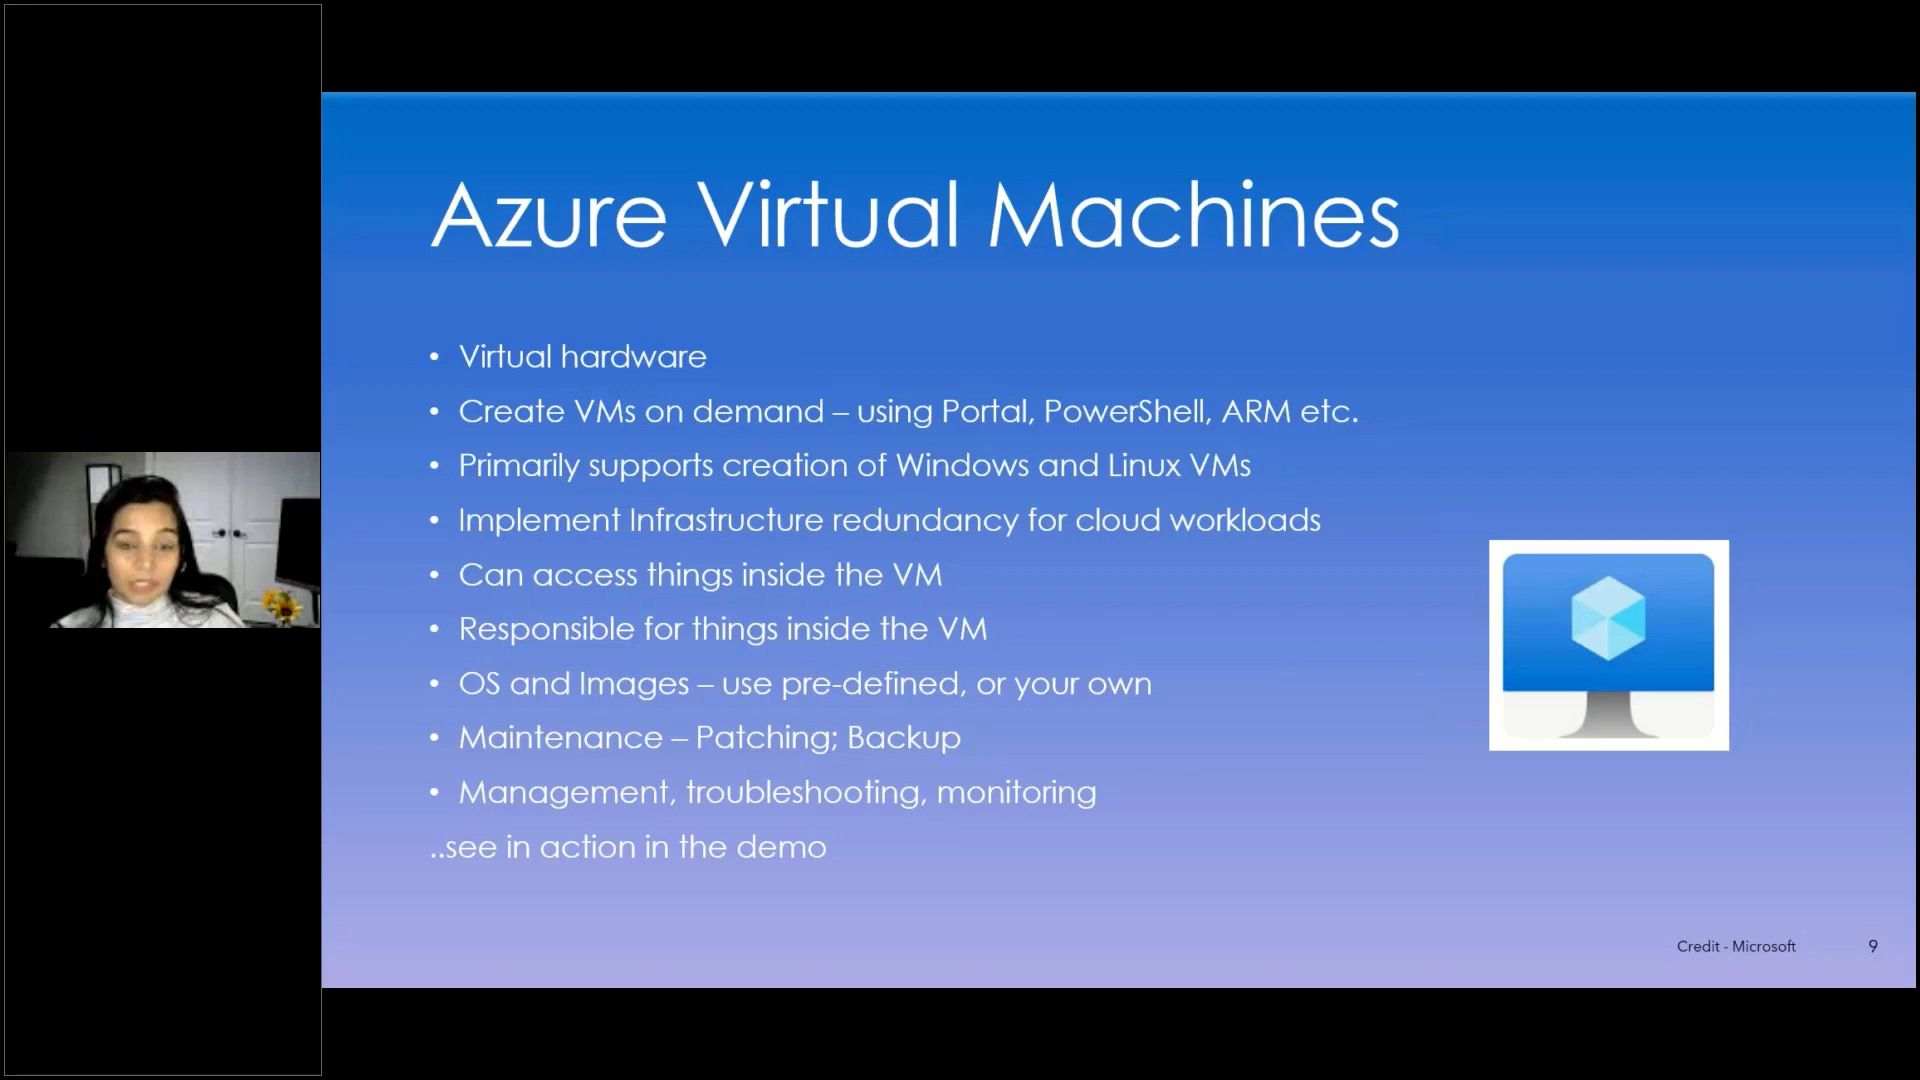 Azure Virtual Machines
• Virtual hardware
• Create VMs on demand – using Portal, PowerShell, ARM etc.
• Primarily supports creation of Windows and Linux VMs
• Implement Infrastructure redundancy for cloud workloads
• Can access things inside the VM
• Responsible for things inside the VM
• OS and Images – use pre-defined, or your own
• Maintenance – Patching; Backup
• Management, troubleshooting, monitoring
..see in action in the demo
Credit - Microsoft
9